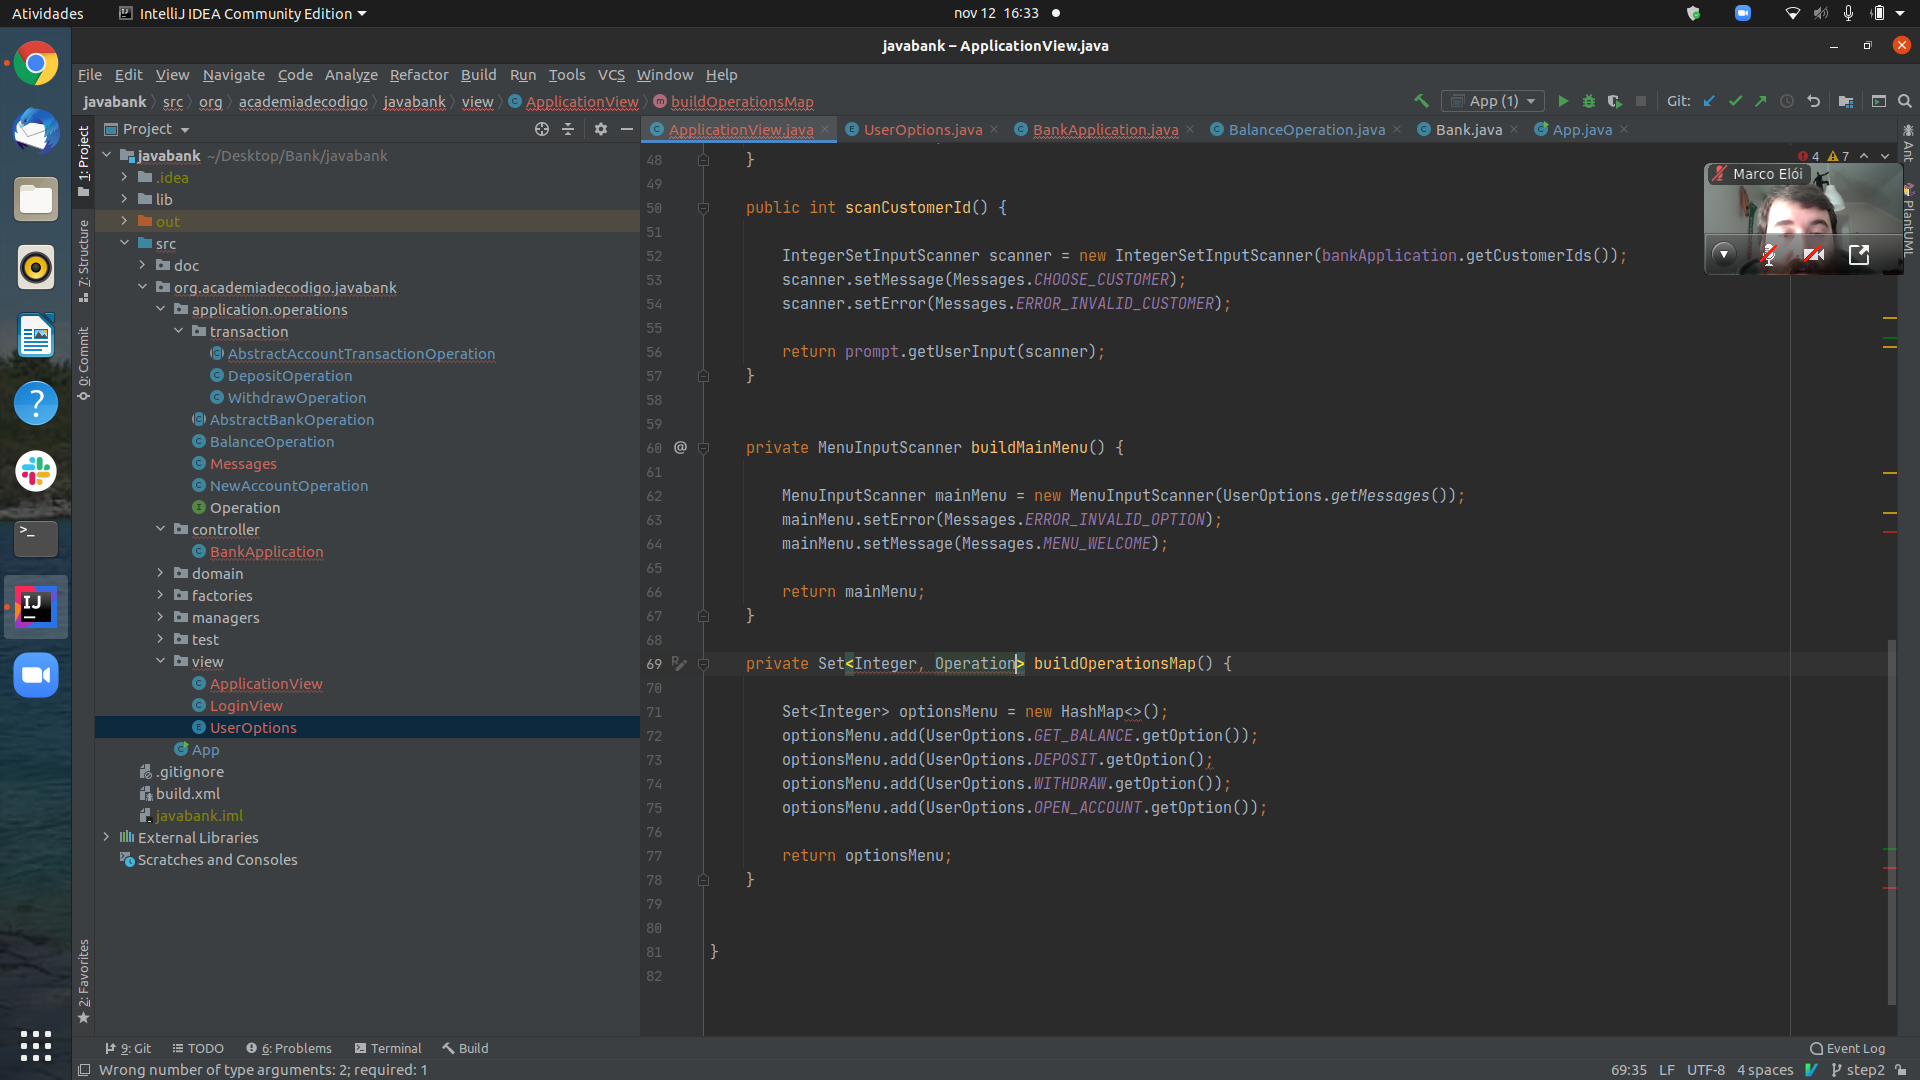 Atividades
IntelliJ IDEA Community Edition
nov 12 16:33
javabank – ApplicationView.java
File Edit View Navigate Code Analyze Refactor Build Run Tools VCS Window Help
javabank src org academiadecodigo javabank view ApplicationView buildOperationsMap
App (1)
Git:
Project
ApplicationView.java UserOptions.java BankApplication.java BalanceOperation.java Bank.java App.java
1: Project
7: Structure
0: Commit
2: Favorites
javabank ~/Desktop/Bank/javabank
.idea
lib
out
src
doc
org.academiadecodigo.javabank
application.operations
transaction
AbstractAccountTransactionOperation
DepositOperation
WithdrawOperation
AbstractBankOperation
BalanceOperation
Messages
NewAccountOperation
Operation
controller
BankApplication
domain
factories
managers
test
view
ApplicationView
LoginView
UserOptions
App
.gitignore
build.xml
javabank.iml
External Libraries
Scratches and Consoles
4 7
Marco Elói
Ant
PlantUML
48 }
49
50 public int scanCustomerId() {
51
52 IntegerSetInputScanner scanner = new IntegerSetInputScanner(bankApplication.getCustomerIds());
53 scanner.setMessage(Messages.CHOOSE_CUSTOMER);
54 scanner.setError(Messages.ERROR_INVALID_CUSTOMER);
55
56 return prompt.getUserInput(scanner);
57 }
58
59
60 @ private MenuInputScanner buildMainMenu() {
61
62 MenuInputScanner mainMenu = new MenuInputScanner(UserOptions.getMessages());
63 mainMenu.setError(Messages.ERROR_INVALID_OPTION);
64 mainMenu.setMessage(Messages.MENU_WELCOME);
65
66 return mainMenu;
67 }
68
69 private Set<Integer, Operation> buildOperationsMap() {
70
71 Set<Integer> optionsMenu = new HashMap<>();
72 optionsMenu.add(UserOptions.GET_BALANCE.getOption());
73 optionsMenu.add(UserOptions.DEPOSIT.getOption();
74 optionsMenu.add(UserOptions.WITHDRAW.getOption());
75 optionsMenu.add(UserOptions.OPEN_ACCOUNT.getOption());
76
77 return optionsMenu;
78 }
79
80
81 }
82
9: Git TODO 6: Problems Terminal Build
Event Log
Wrong number of type arguments: 2; required: 1
69:35 LF UTF-8 4 spaces step2